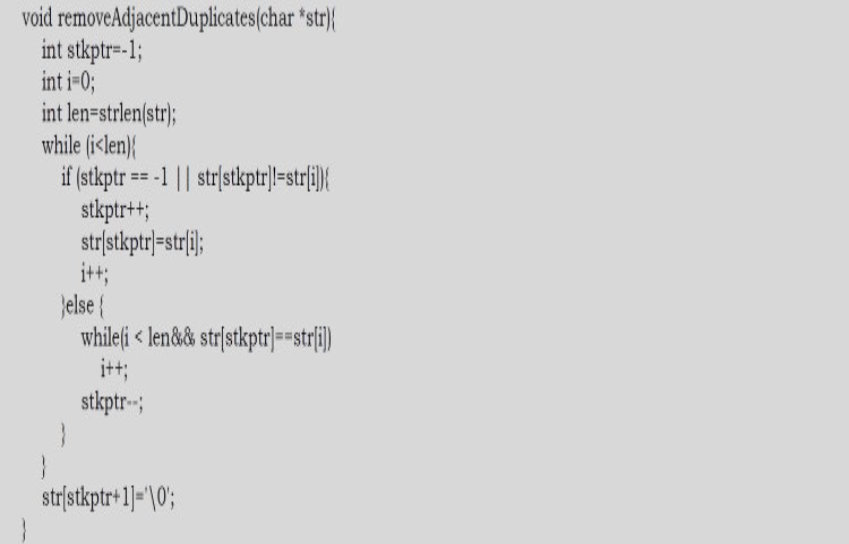 void removeAdjacentDuplicates(char *str){
int stkptr=-1;
int i=0;
int len=strlen(str);
while (i<len){
if (stkptr == -1 || str[stkptr]!=str[i]){
stkptr++;
str[stkptr]=str[i];
i++;
}else {
while(i < len&& str[stkptr]==str[i])
i++;
stkptr--;
}
}
str[stkptr+1]='\0';
}